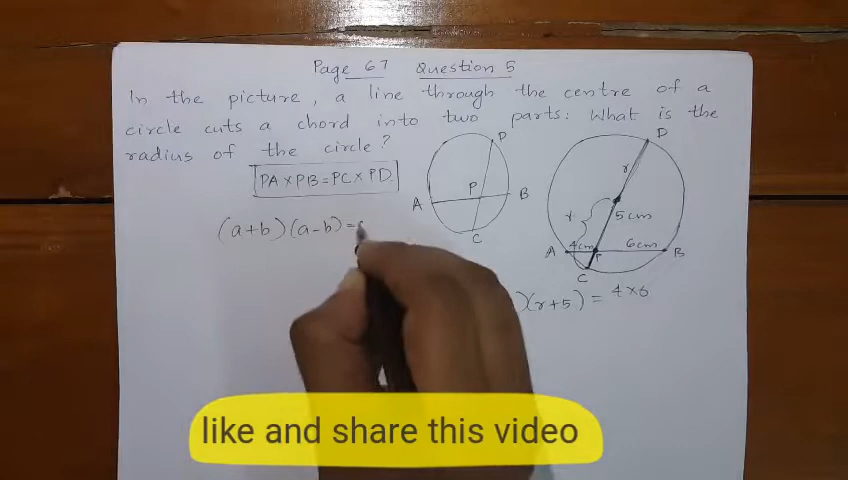 Page 67 Question 5
In the picture, a line through the centre of a
circle cuts a chord into two parts: What is the
radius of the circle?
PA×PB=PC×PD
D
P
A
B
C
D
r
r
5cm
4cm
6cm
A
P
B
C
(a+b)(a-b)=
)(r+5) = 4×6
like and share this video